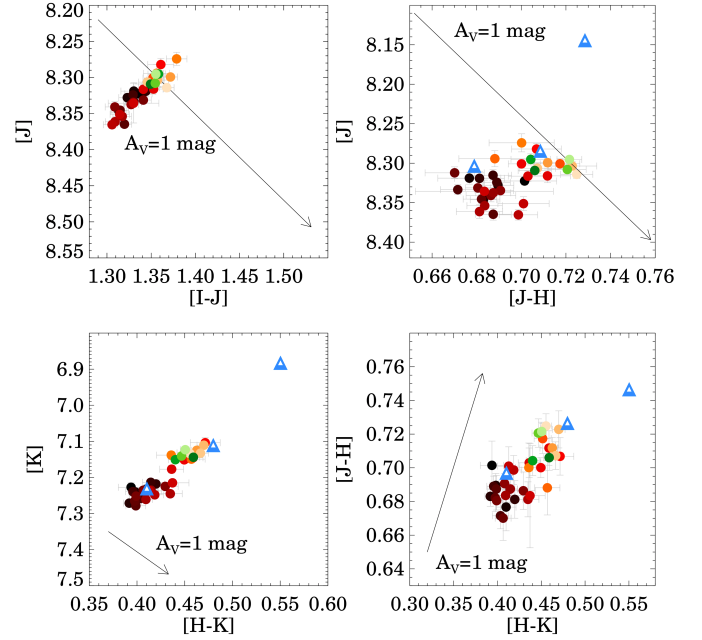 8.20
8.25
8.30
8.35
8.40
8.45
8.50
8.55
[J]
A_V=1 mag
1.30 1.35 1.40 1.45 1.50
[I-J]
8.15
8.20
8.25
8.30
8.35
8.40
[J]
A_V=1 mag
0.66 0.68 0.70 0.72 0.74 0.76
[J-H]
6.9
7.0
7.1
7.2
7.3
7.4
7.5
[K]
A_V=1 mag
0.35 0.40 0.45 0.50 0.55 0.60
[H-K]
0.76
0.74
0.72
0.70
0.68
0.66
0.64
[J-H]
A_V=1 mag
0.30 0.35 0.40 0.45 0.50 0.55
[H-K]